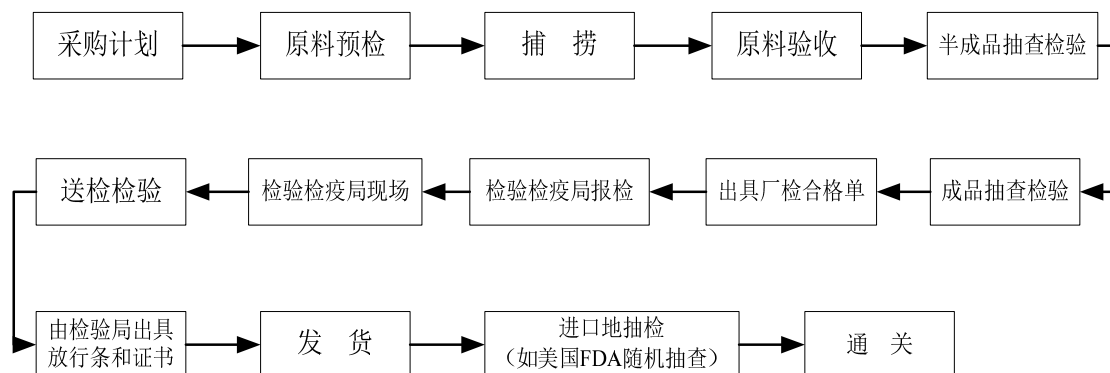 采购计划
原料预检
捕 捞
原料验收
半成品抽查检验
送检检验
检验检疫局现场
检验检疫局报检
出具厂检合格单
成品抽查检验
由检验局出具
放行条和证书
发 货
进口地抽检
（如美国FDA随机抽查）
通 关